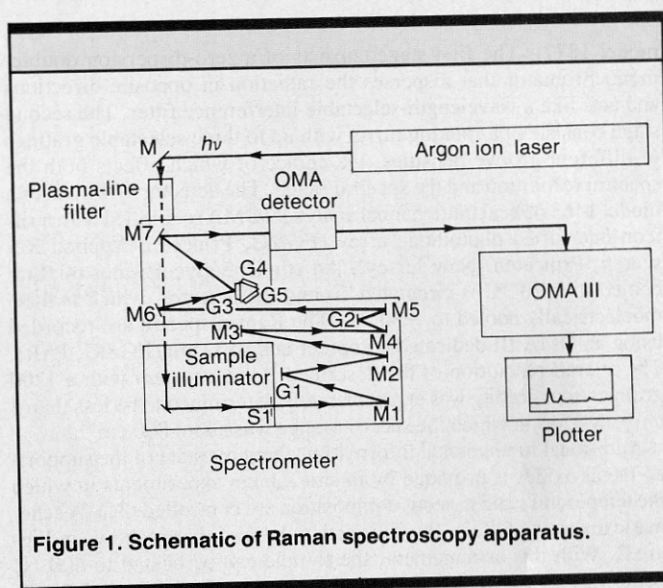 M
hν
Argon ion laser
Plasma-line
filter
OMA
detector
M7
G4
G5
OMA III
M6
G3
G2
M5
M3
M4
Sample
illuminator
M2
G1
S1
M1
Plotter
Spectrometer
Figure 1. Schematic of Raman spectroscopy apparatus.